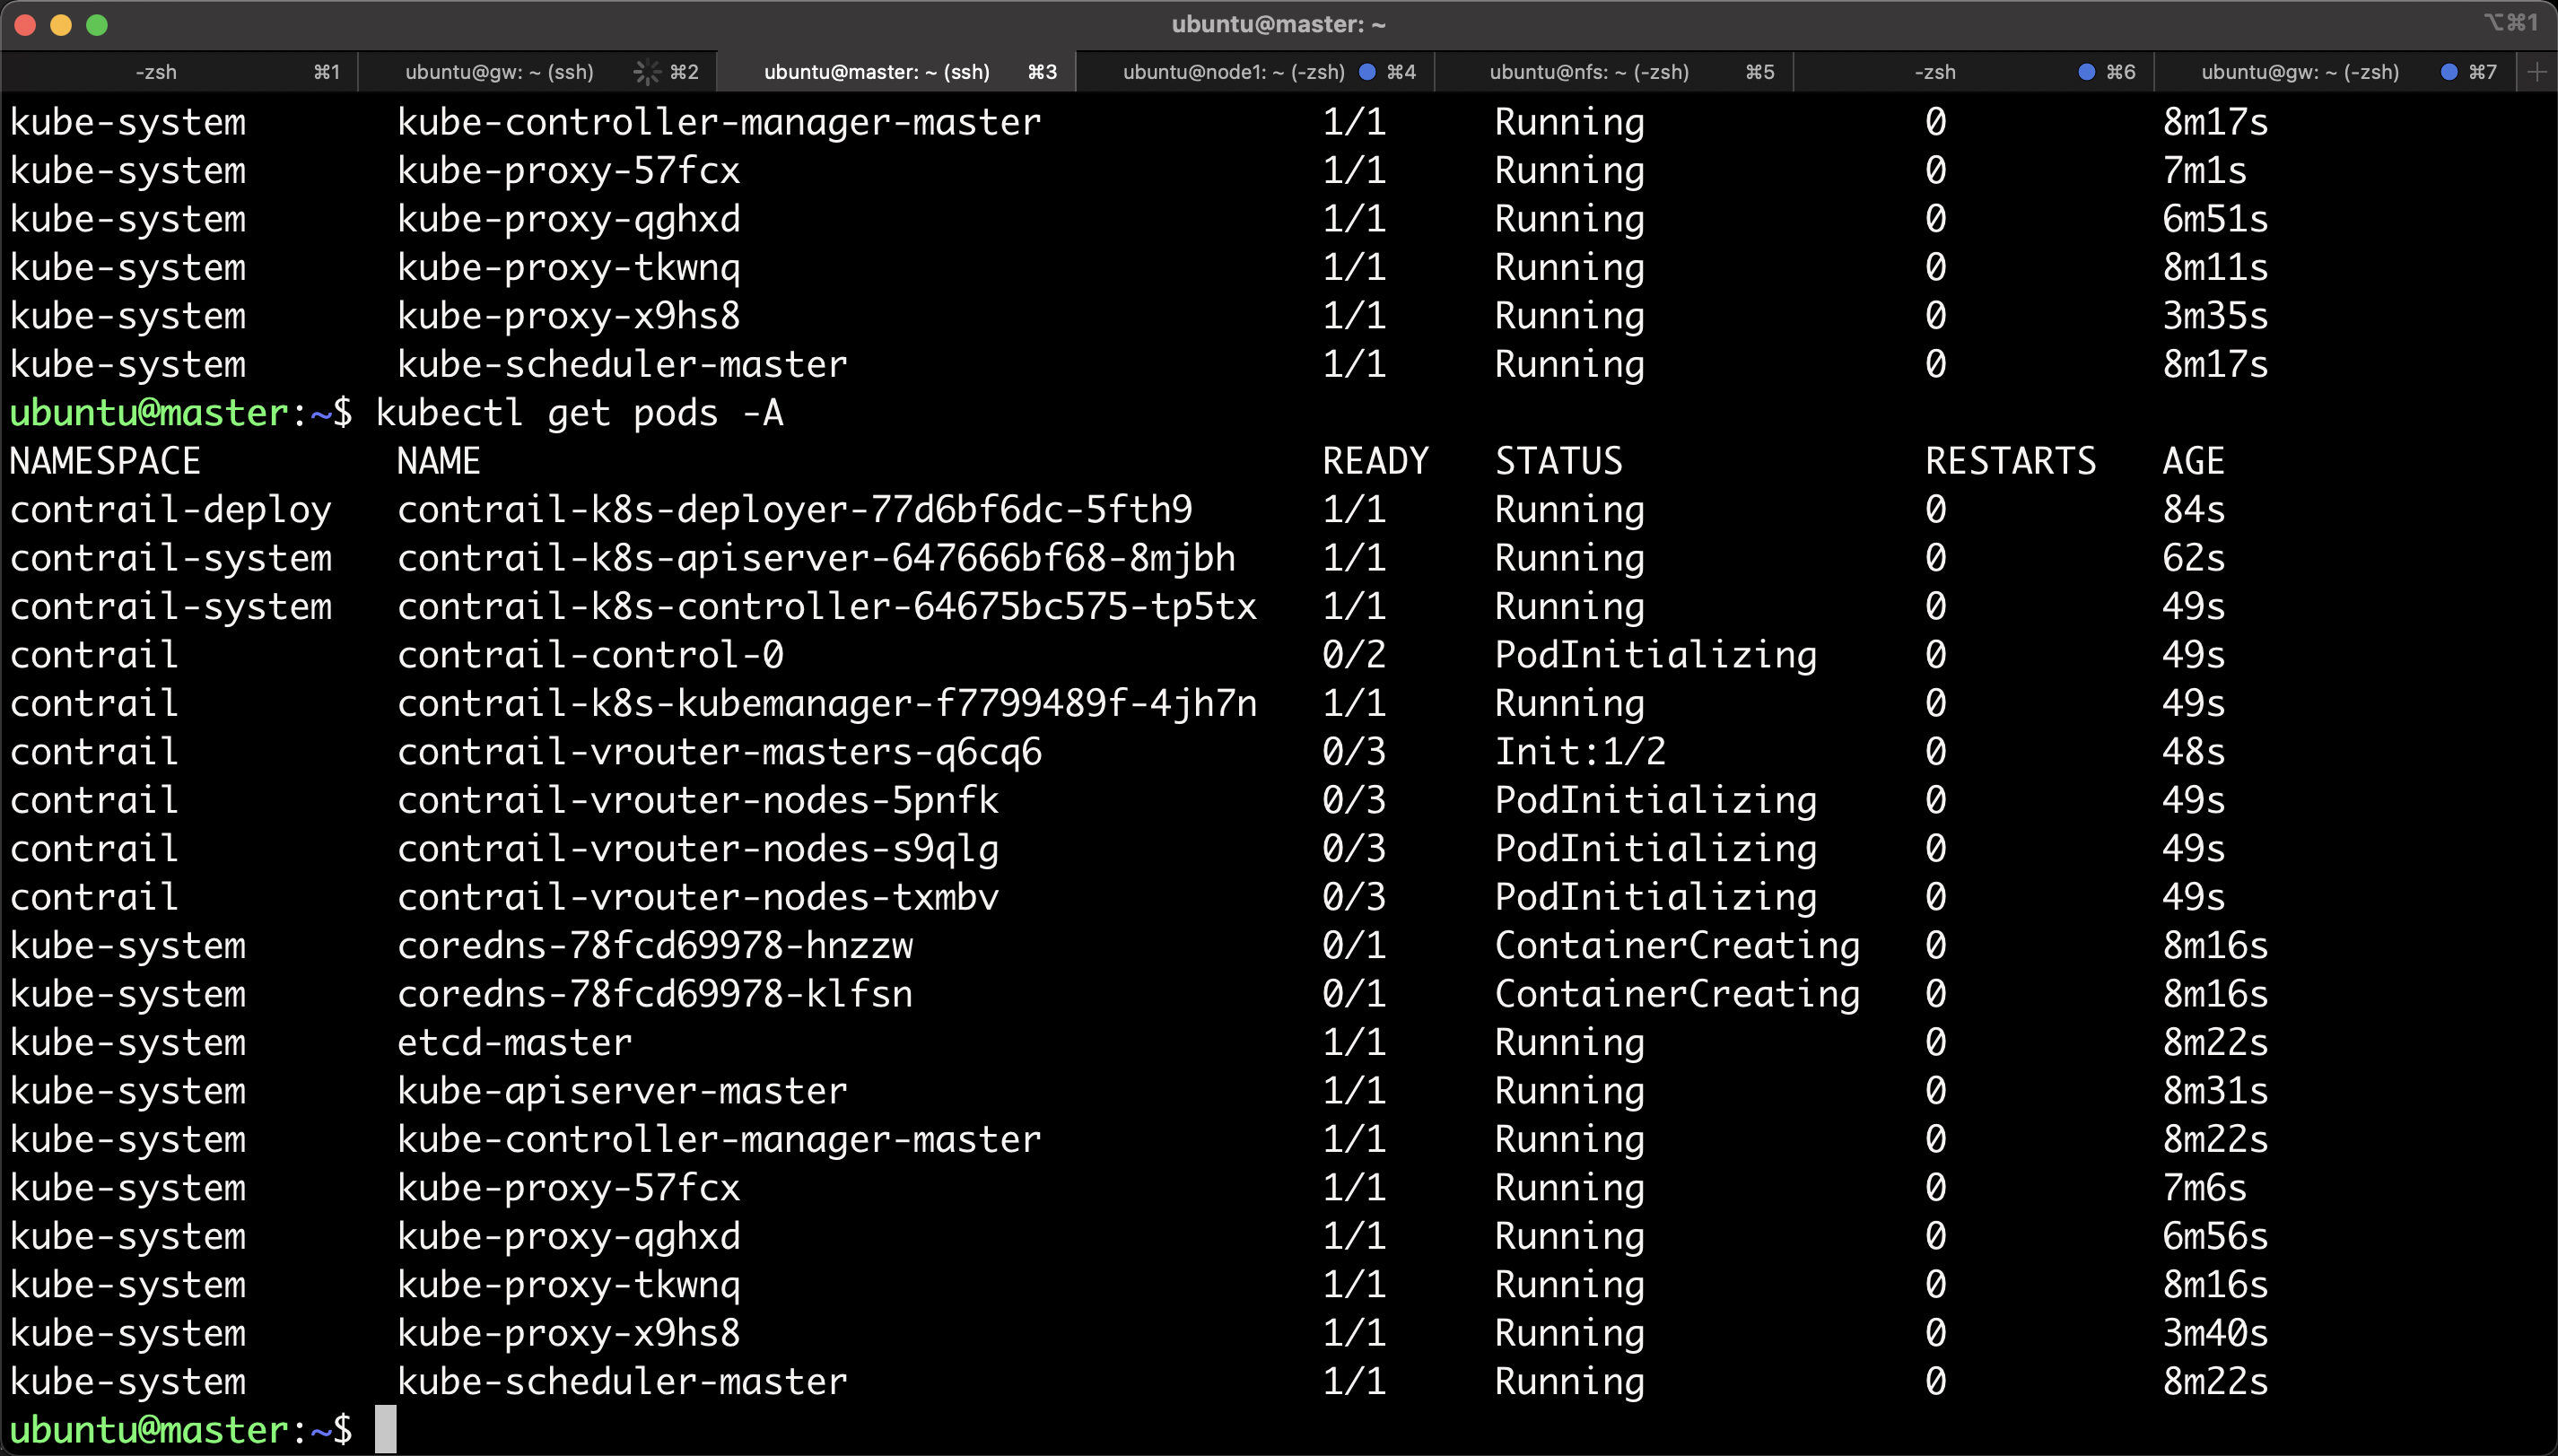 ubuntu@master: ~
⌥⌘1
-zsh ⌘1 ubuntu@gw: ~ (ssh) ⌘2 ubuntu@master: ~ (ssh) ⌘3 ubuntu@node1: ~ (-zsh) ⌘4 ubuntu@nfs: ~ (-zsh) ⌘5 -zsh ⌘6 ubuntu@gw: ~ (-zsh) ⌘7 +
kube-system kube-controller-manager-master 1/1 Running 0 8m17s
kube-system kube-proxy-57fcx 1/1 Running 0 7m1s
kube-system kube-proxy-qghxd 1/1 Running 0 6m51s
kube-system kube-proxy-tkwnq 1/1 Running 0 8m11s
kube-system kube-proxy-x9hs8 1/1 Running 0 3m35s
kube-system kube-scheduler-master 1/1 Running 0 8m17s
ubuntu@master:~$ kubectl get pods -A
NAMESPACE NAME READY STATUS RESTARTS AGE
contrail-deploy contrail-k8s-deployer-77d6bf6dc-5fth9 1/1 Running 0 84s
contrail-system contrail-k8s-apiserver-647666bf68-8mjbh 1/1 Running 0 62s
contrail-system contrail-k8s-controller-64675bc575-tp5tx 1/1 Running 0 49s
contrail contrail-control-0 0/2 PodInitializing 0 49s
contrail contrail-k8s-kubemanager-f7799489f-4jh7n 1/1 Running 0 49s
contrail contrail-vrouter-masters-q6cq6 0/3 Init:1/2 0 48s
contrail contrail-vrouter-nodes-5pnfk 0/3 PodInitializing 0 49s
contrail contrail-vrouter-nodes-s9qlg 0/3 PodInitializing 0 49s
contrail contrail-vrouter-nodes-txmbv 0/3 PodInitializing 0 49s
kube-system coredns-78fcd69978-hnzzw 0/1 ContainerCreating 0 8m16s
kube-system coredns-78fcd69978-klfsn 0/1 ContainerCreating 0 8m16s
kube-system etcd-master 1/1 Running 0 8m22s
kube-system kube-apiserver-master 1/1 Running 0 8m31s
kube-system kube-controller-manager-master 1/1 Running 0 8m22s
kube-system kube-proxy-57fcx 1/1 Running 0 7m6s
kube-system kube-proxy-qghxd 1/1 Running 0 6m56s
kube-system kube-proxy-tkwnq 1/1 Running 0 8m16s
kube-system kube-proxy-x9hs8 1/1 Running 0 3m40s
kube-system kube-scheduler-master 1/1 Running 0 8m22s
ubuntu@master:~$